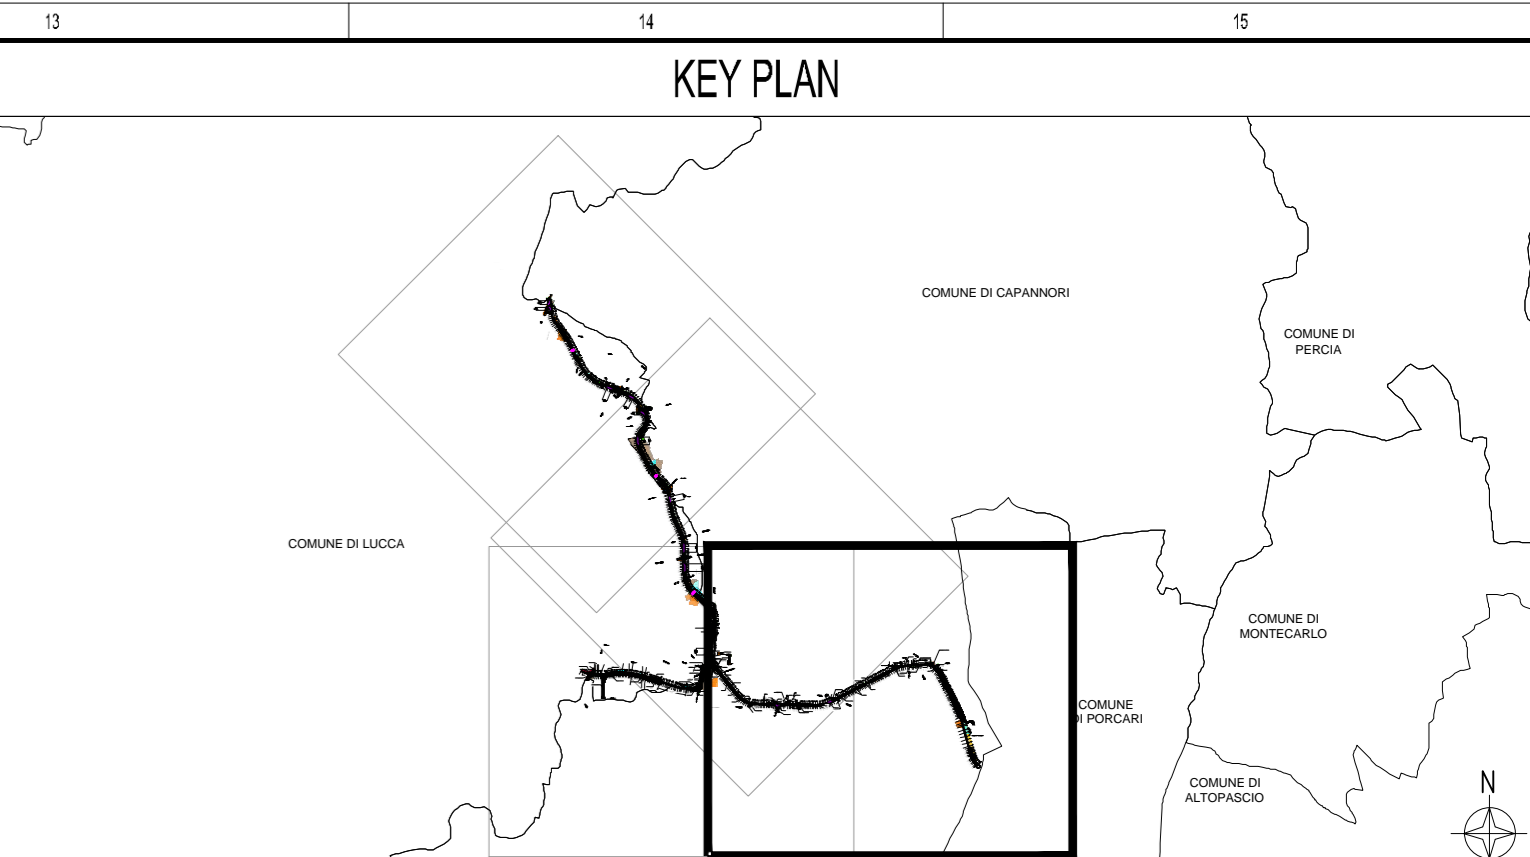 13
14
15
KEY PLAN
COMUNE DI CAPANNORI
COMUNE DI
PERCIA
COMUNE DI LUCCA
COMUNE DI
MONTECARLO
COMUNE
DI PORCARI
COMUNE DI
ALTOPASCIO
N